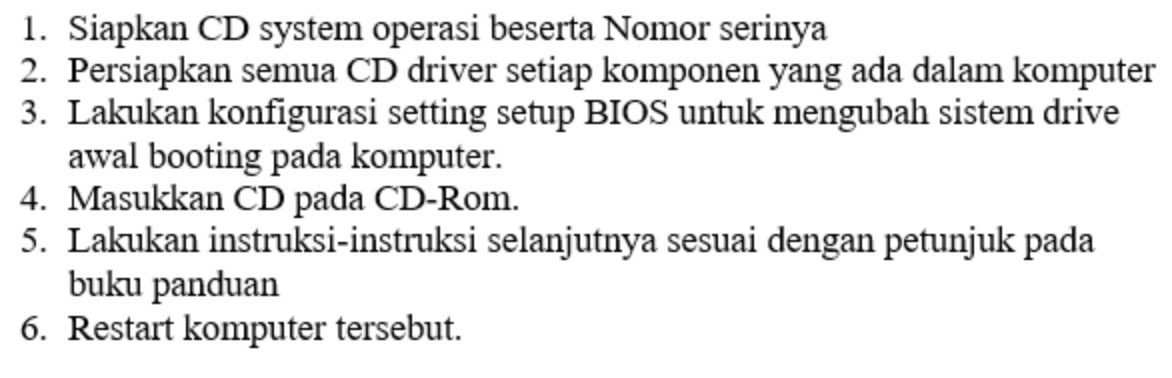 1. Siapkan CD system operasi beserta Nomor serinya
2. Persiapkan semua CD driver setiap komponen yang ada dalam komputer
3. Lakukan konfigurasi setting setup BIOS untuk mengubah sistem drive
awal booting pada komputer.
4. Masukkan CD pada CD-Rom.
5. Lakukan instruksi-instruksi selanjutnya sesuai dengan petunjuk pada
buku panduan
6. Restart komputer tersebut.